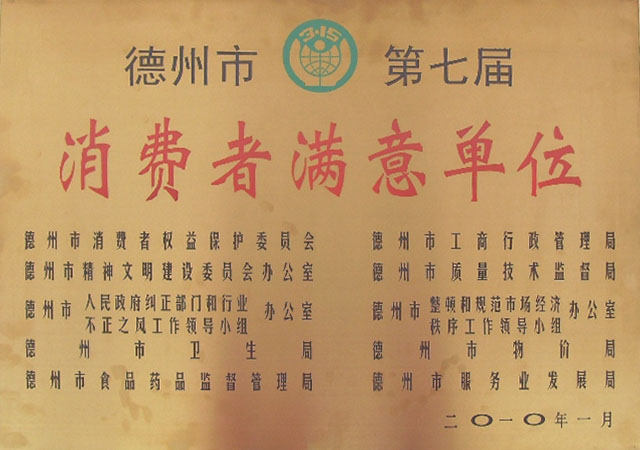 德州市 3·15 第七届
消费者满意单位
德州市消费者权益保护委员会
德州市精神文明建设委员会办公室
德州市人民政府纠正部门和行业
不正之风工作领导小组办公室
德州市卫生局
德州市食品药品监督管理局
德州市工商行政管理局
德州市质量技术监督局
德州市整顿和规范市场经济
秩序工作领导小组办公室
德州市物价局
德州市服务业发展局
二〇一〇年一月